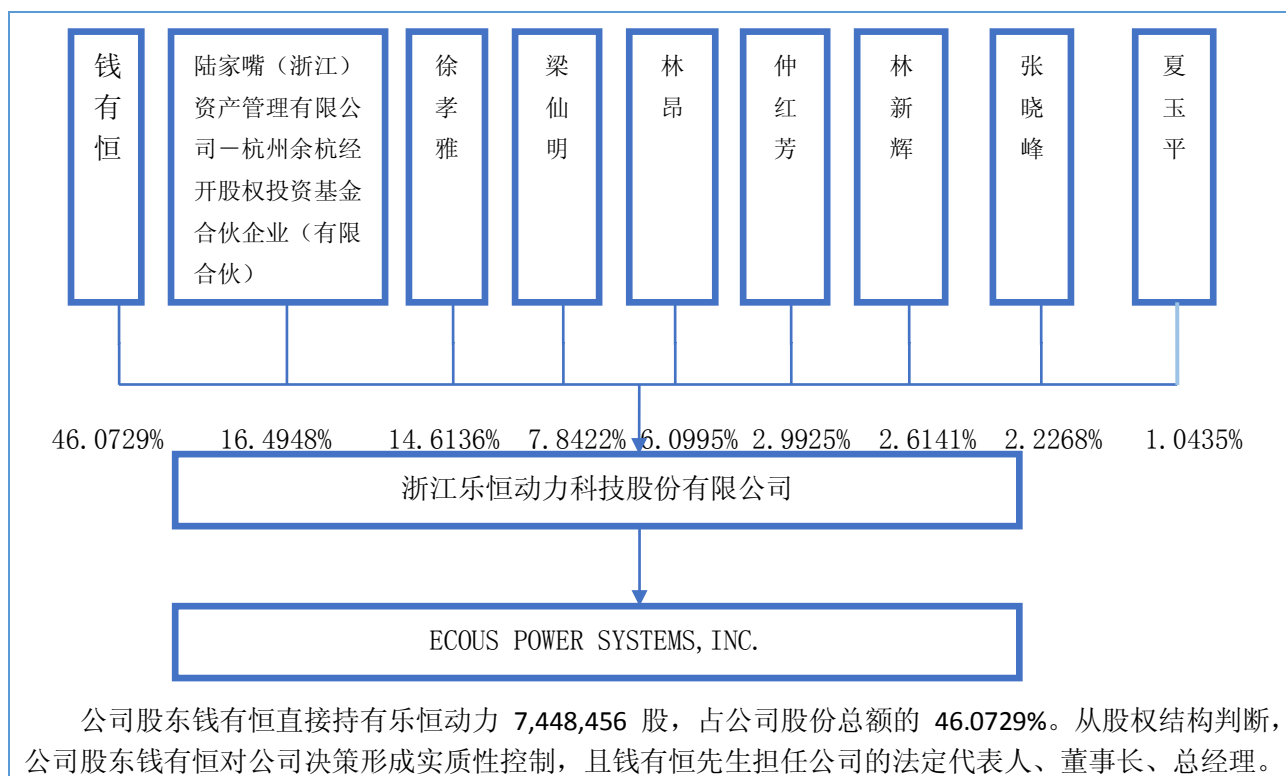 钱有恒
陆家嘴（浙江）
资产管理有限公
司－杭州余杭经
开股权投资基金
合伙企业（有限
合伙）
徐孝雅
梁仙明
林昂
仲红芳
林新辉
张晓峰
夏玉平
46.0729% 16.4948% 14.6136% 7.8422% 6.0995% 2.9925% 2.6141% 2.2268% 1.0435%
浙江乐恒动力科技股份有限公司
ECOUS POWER SYSTEMS,INC.
公司股东钱有恒直接持有乐恒动力 7,448,456 股，占公司股份总额的 46.0729%。从股权结构判断，
公司股东钱有恒对公司决策形成实质性控制，且钱有恒先生担任公司的法定代表人、董事长、总经理。